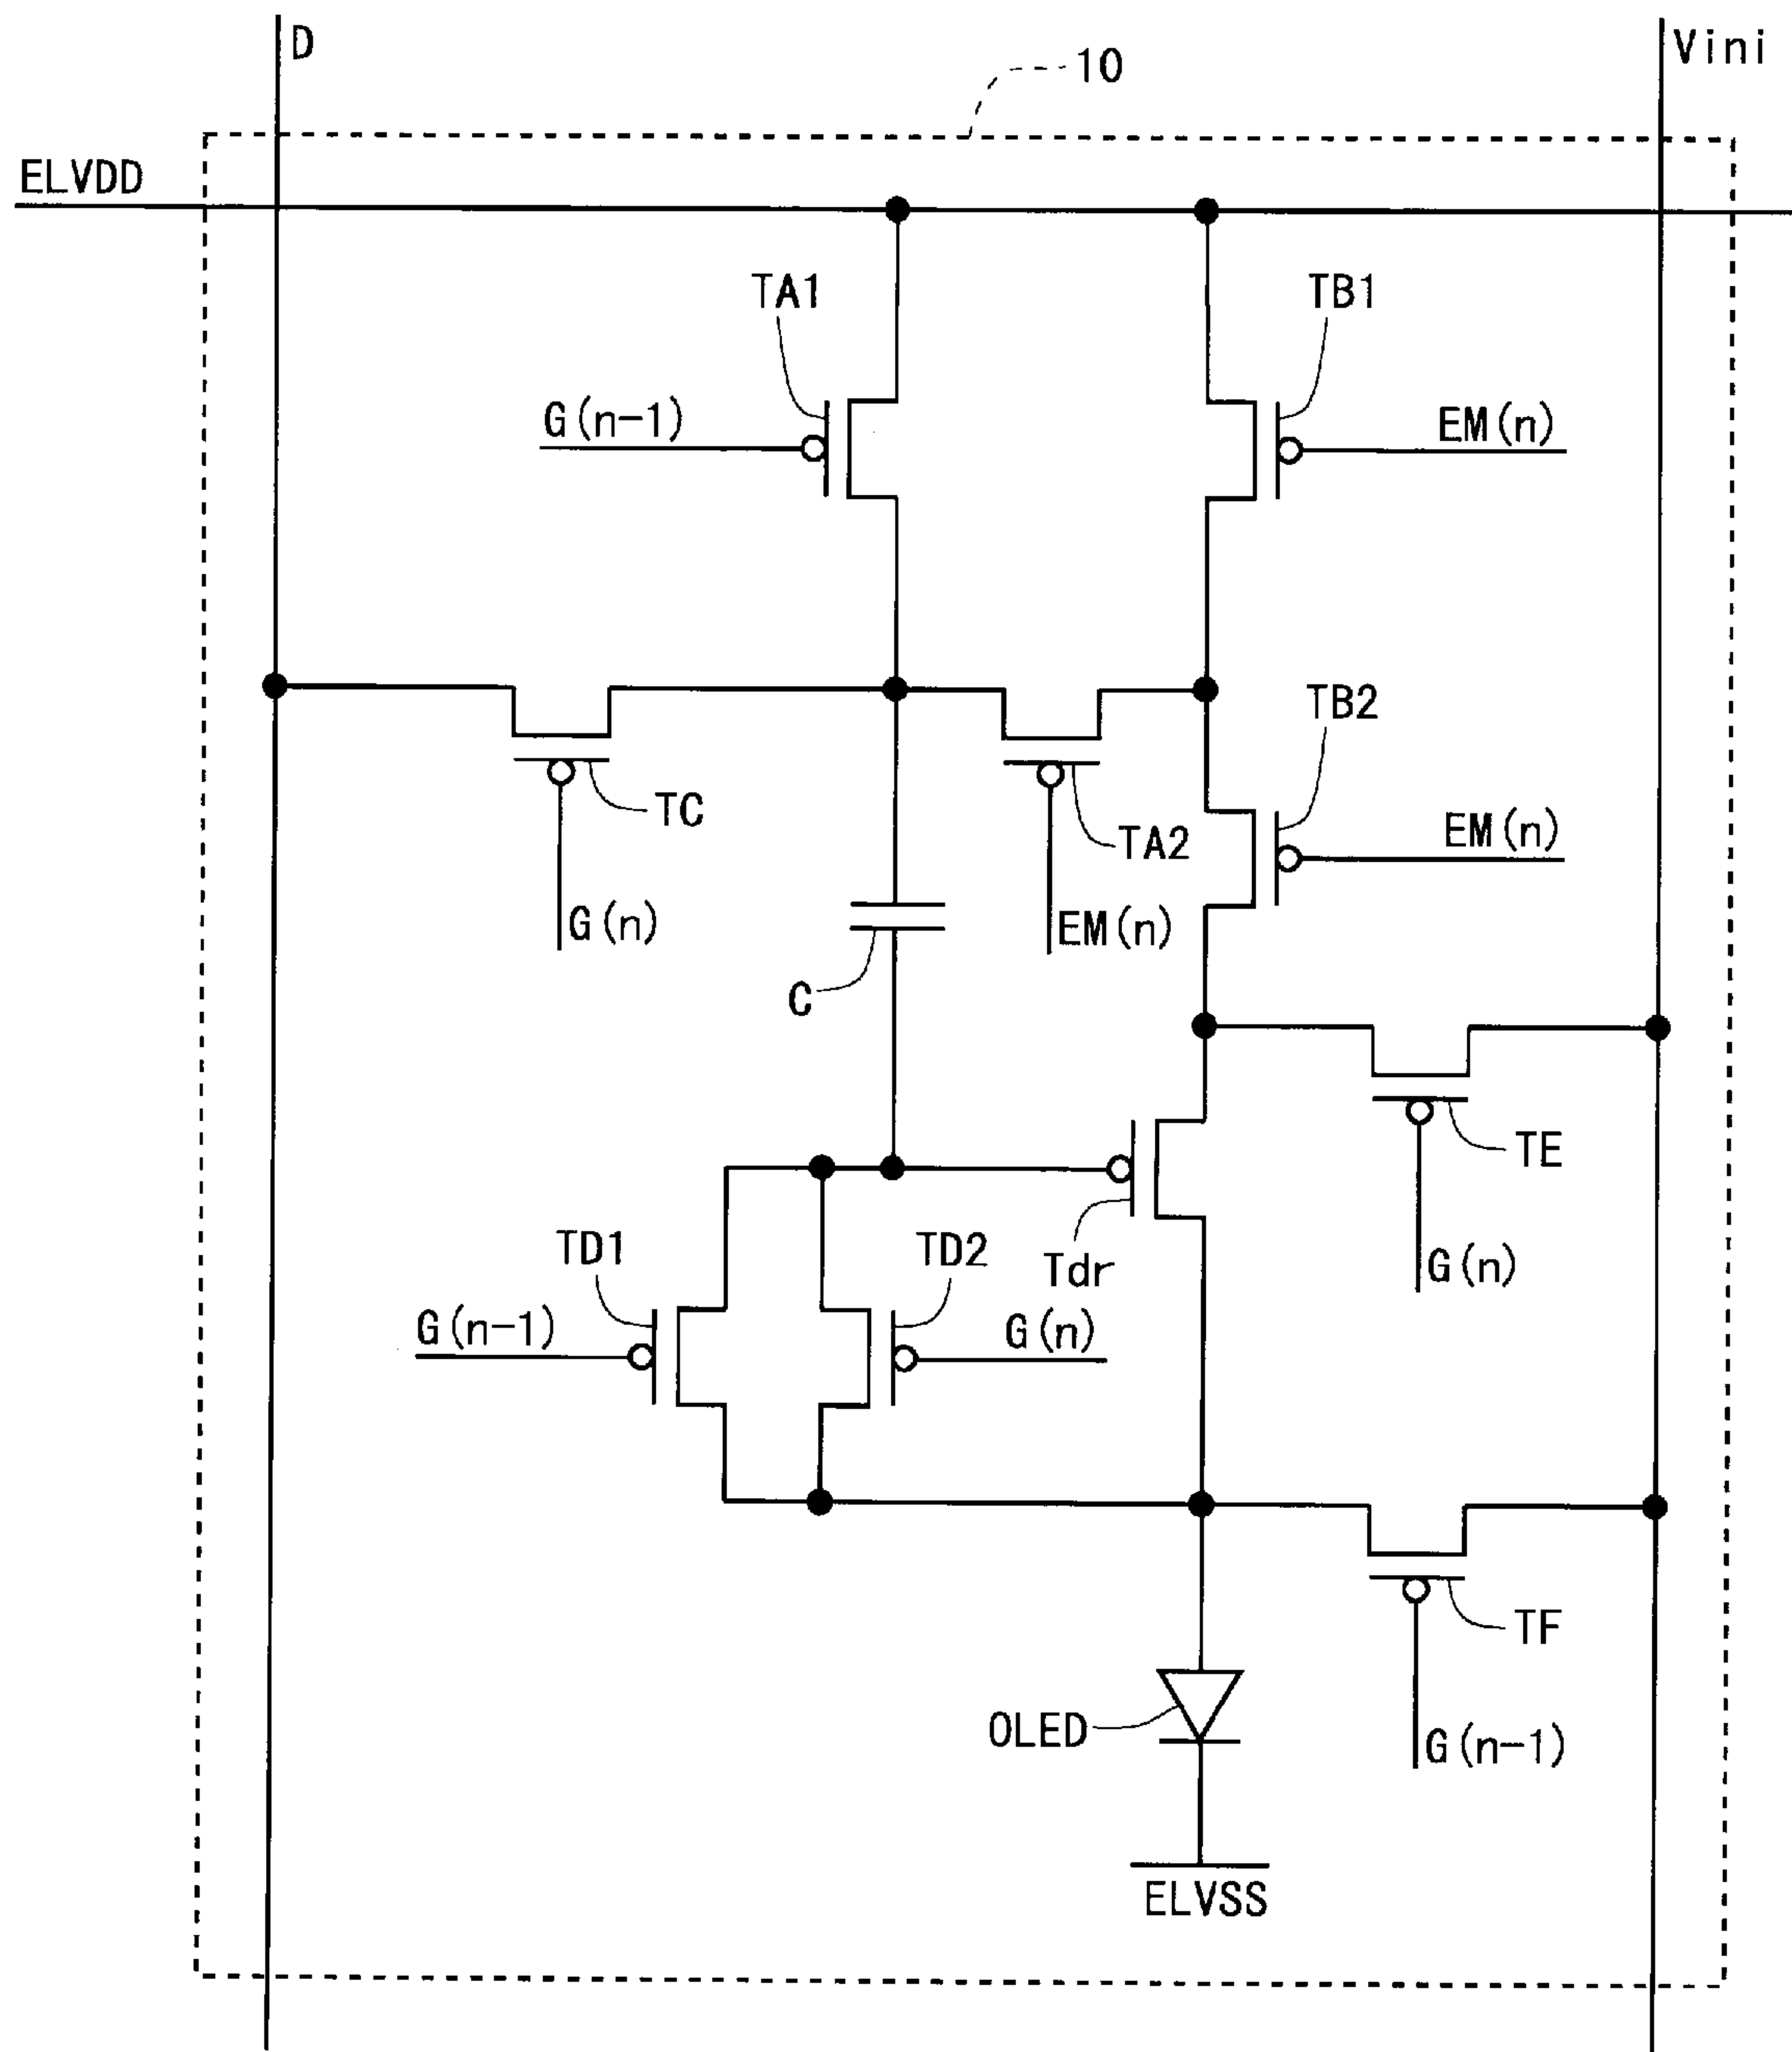 D
Vini
10
ELVDD
TA1
TB1
G(n-1)
EM(n)
TB2
TC
TA2
EM(n)
G(n)
EM(n)
C
TE
TD1
TD2
Tdr
G(n)
G(n-1)
G(n)
TF
OLED
G(n-1)
ELVSS